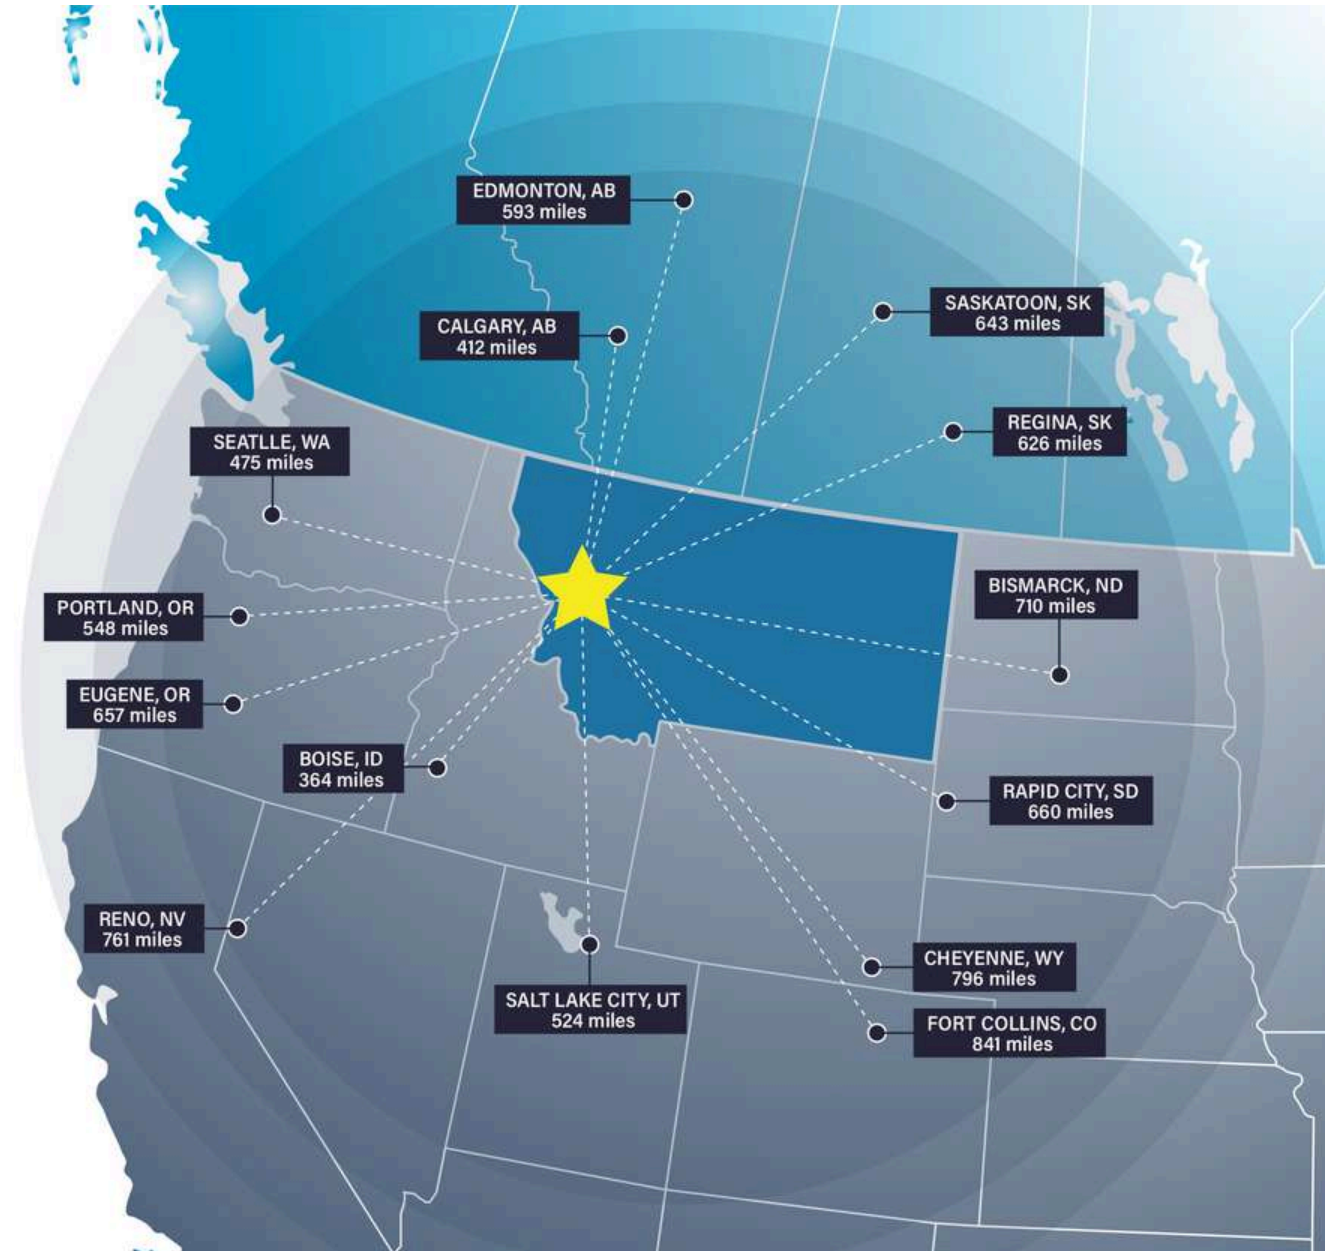 EDMONTON, AB
593 miles
SASKATOON, SK
643 miles
CALGARY, AB
412 miles
REGINA, SK
626 miles
SEATLLE, WA
475 miles
BISMARCK, ND
710 miles
PORTLAND, OR
548 miles
EUGENE, OR
657 miles
BOISE, ID
364 miles
RAPID CITY, SD
660 miles
RENO, NV
761 miles
CHEYENNE, WY
796 miles
SALT LAKE CITY, UT
524 miles
FORT COLLINS, CO
841 miles